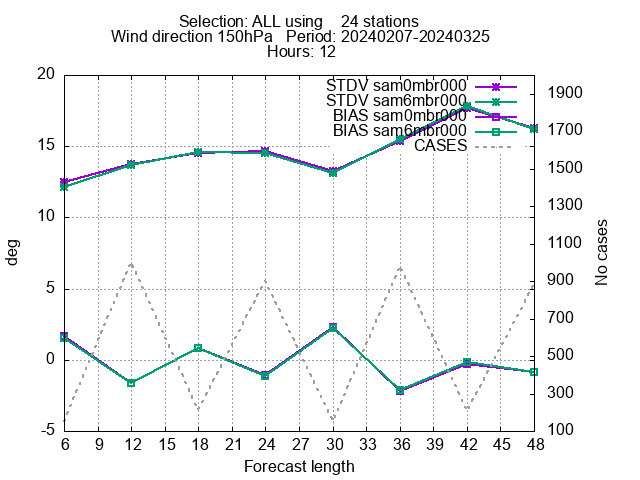 Selection: ALL using    24 stations
Wind direction 150hPa   Period: 20240207-20240325
Hours: 12
STDV sam0mbr000
STDV sam6mbr000
BIAS sam0mbr000
BIAS sam6mbr000
CASES
20
15
10
5
0
-5
deg
1900
1700
1500
1300
1100
900
700
500
300
100
No cases
6 9 12 15 18 21 24 27 30 33 36 39 42 45 48
Forecast length